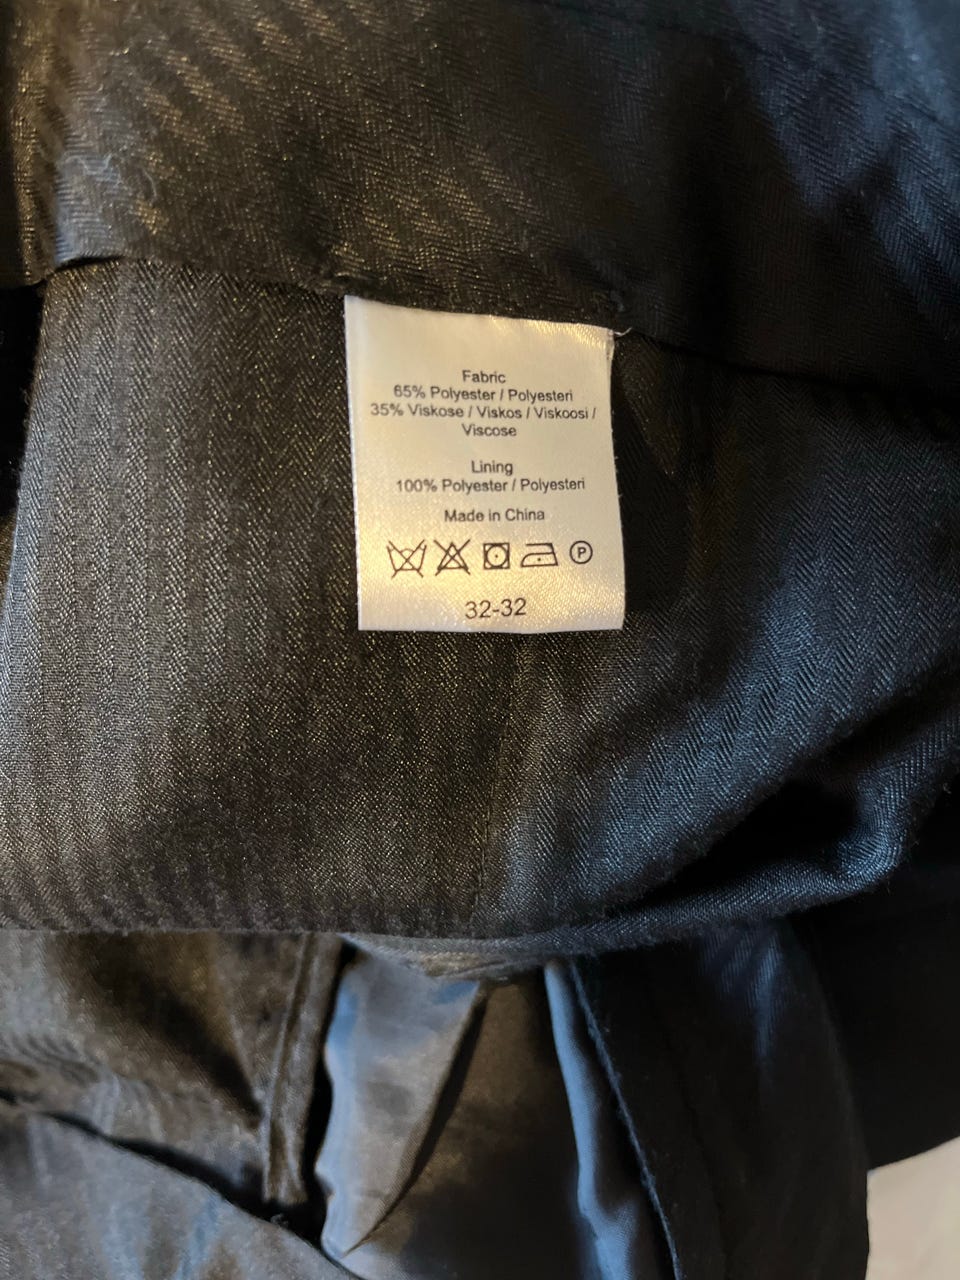 Fabric
65% Polyester / Polyesteri
35% Viskose / Viskos / Viskoosi /
Viscose
Lining
100% Polyester / Polyesteri
Made in China
P
32-32